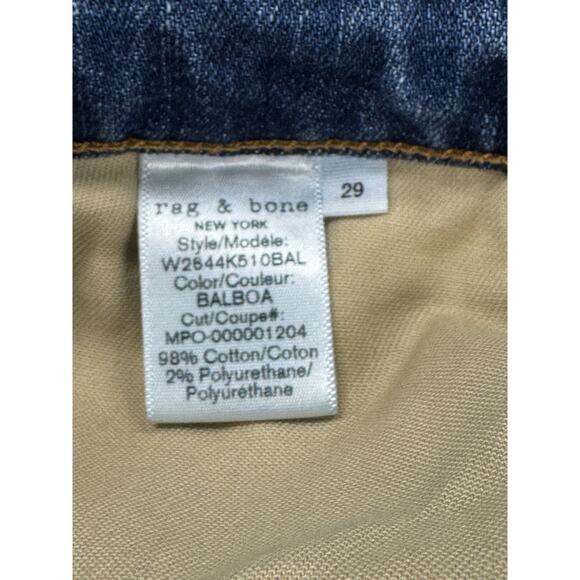 rag & bone
NEW YORK
Style/Modèle:
W2644K510BAL
Color/Couleur:
BALBOA
Cut/Coupe#:
MPO-000001204
98% Cotton/Coton
2% Polyurethane/
Polyuréthane
29